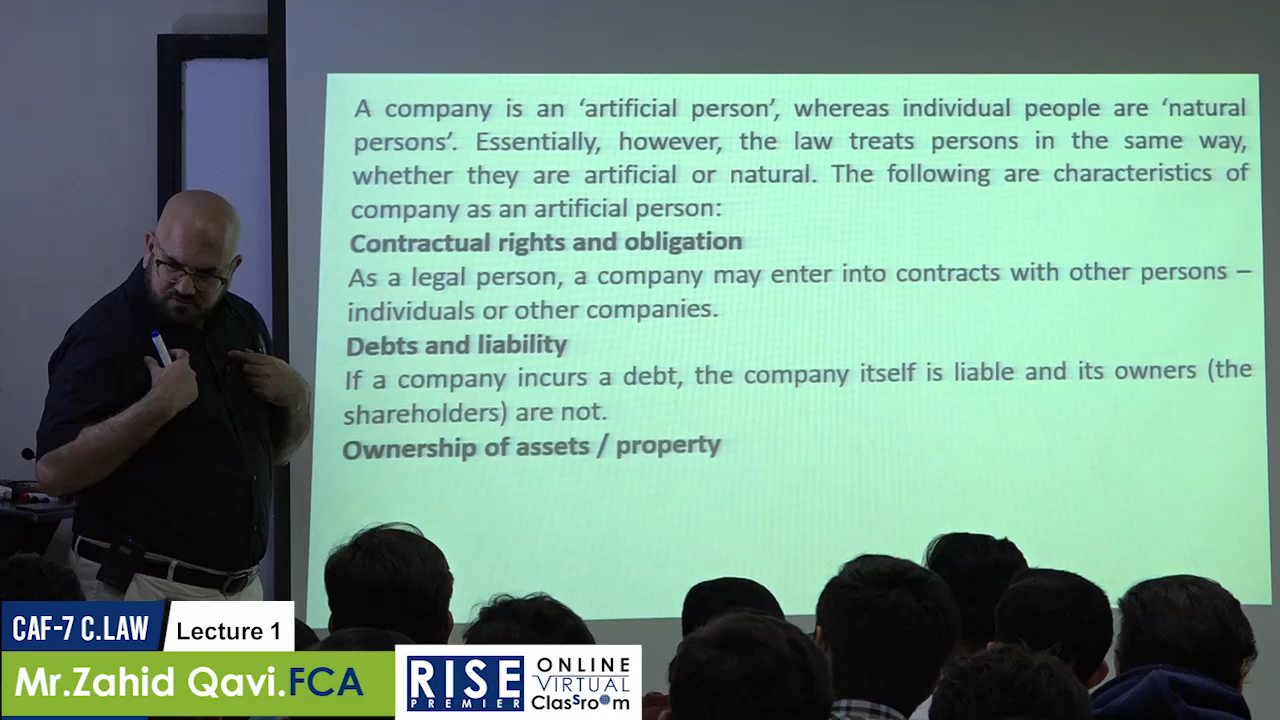 A company is an ‘artificial person’, whereas individual people are ‘natural
persons’. Essentially, however, the law treats persons in the same way,
whether they are artificial or natural. The following are characteristics of
company as an artificial person:
Contractual rights and obligation
As a legal person, a company may enter into contracts with other persons –
individuals or other companies.
Debts and liability
If a company incurs a debt, the company itself is liable and its owners (the
shareholders) are not.
Ownership of assets / property
CAF-7 C.LAW
Lecture 1
Mr.Zahid Qavi.FCA
RISE
PREMIER
ONLINE
VIRTUAL
Classroom